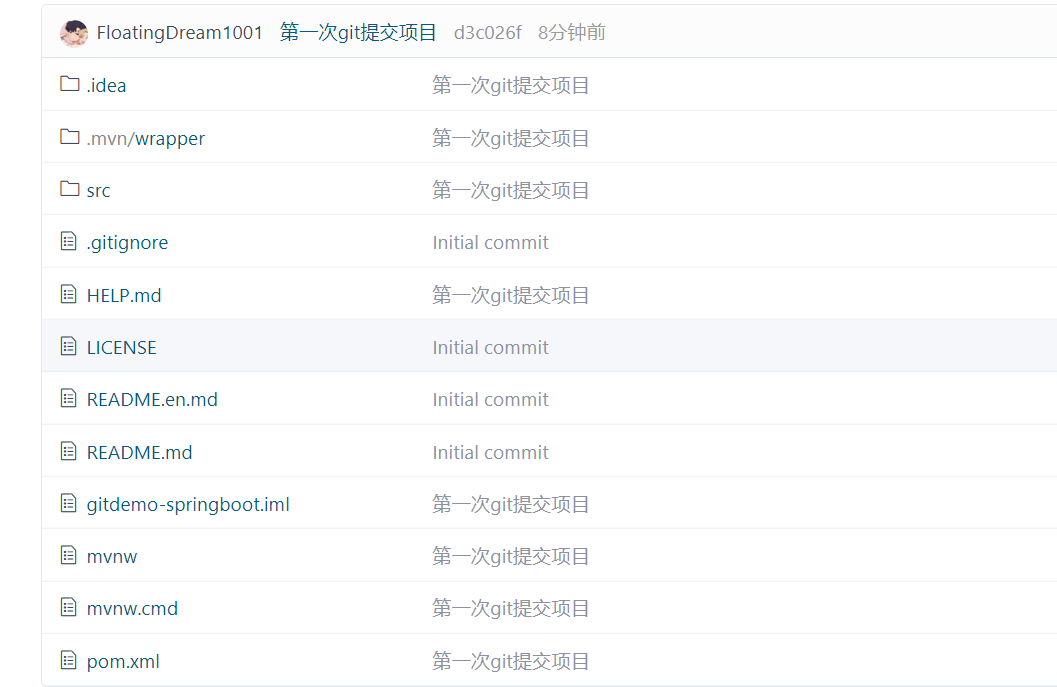 FloatingDream1001 第一次git提交项目 d3c026f 8分钟前
.idea 第一次git提交项目
.mvn/wrapper 第一次git提交项目
src 第一次git提交项目
.gitignore Initial commit
HELP.md 第一次git提交项目
LICENSE Initial commit
README.en.md Initial commit
README.md Initial commit
gitdemo-springboot.iml 第一次git提交项目
mvnw 第一次git提交项目
mvnw.cmd 第一次git提交项目
pom.xml 第一次git提交项目